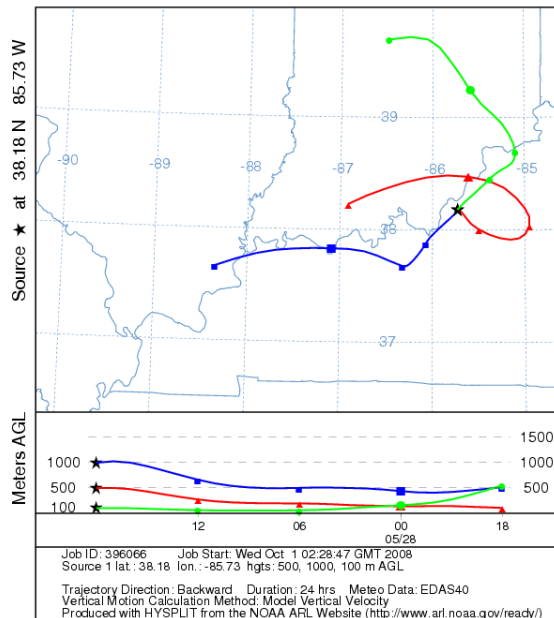 Source ★ at 38.18 N 85.73 W
39
-90 -89 -88 -87 -86 -85
38
37
Meters AGL
1500
1000 1000
500 500
100
12 06 00 18
05/28
Job ID: 396066 Job Start: Wed Oct 1 02:28:47 GMT 2008
Source 1 lat.: 38.18 lon.: -85.73 hgts: 500, 1000, 100 m AGL
Trajectory Direction: Backward Duration: 24 hrs Meteo Data: EDAS40
Vertical Motion Calculation Method: Model Vertical Velocity
Produced with HYSPLIT from the NOAA ARL Website (http://www.arl.noaa.gov/ready/)